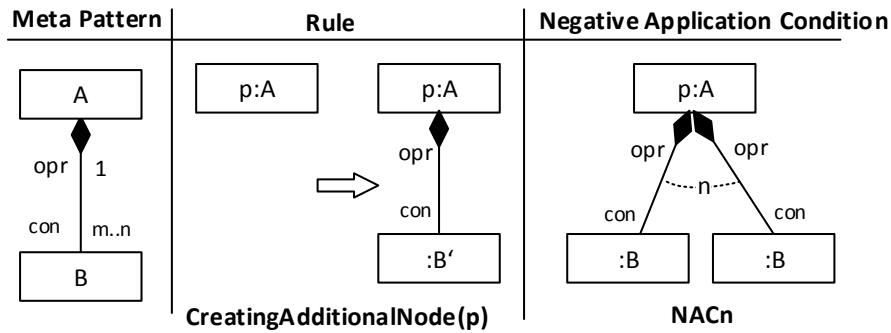 Meta Pattern Rule Negative Application Condition
A p:A p:A p:A
opr 1 opr opr opr
n
con m..n con con con
B :B‘ :B :B
CreatingAdditionalNode(p) NACn